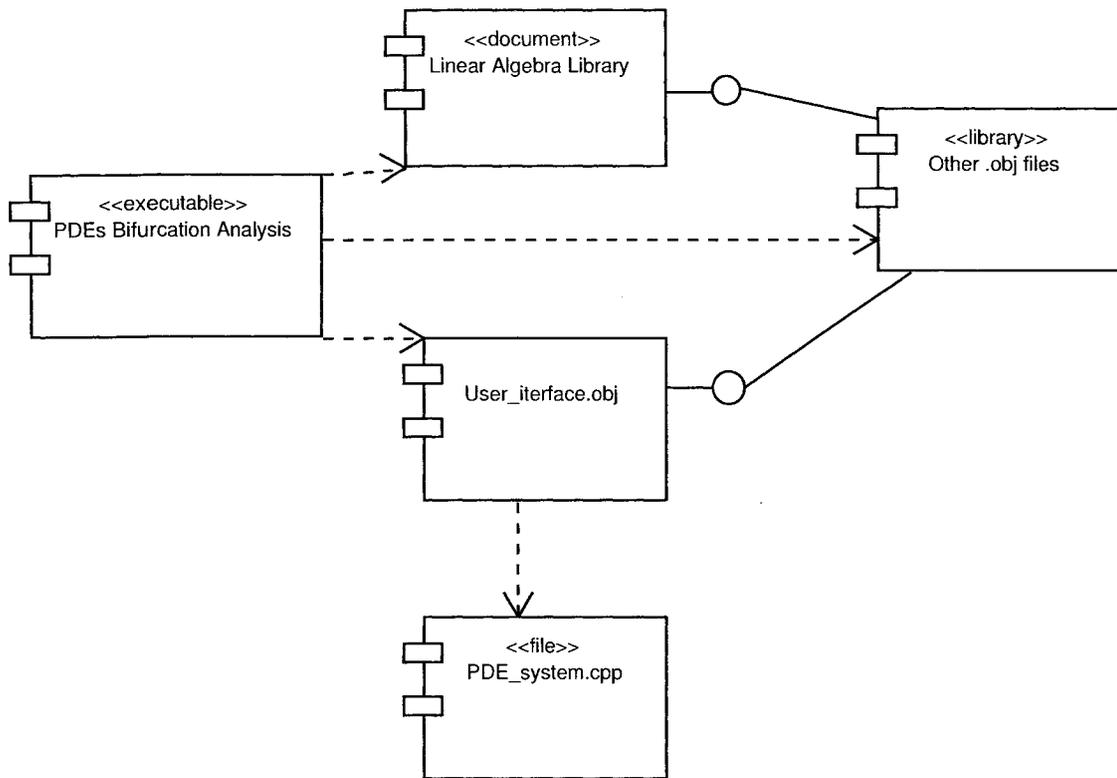 <<document>>
Linear Algebra Library
<<library>>
Other .obj files
<<executable>>
PDEs Bifurcation Analysis
User_iterface.obj
<<file>>
PDE_system.cpp